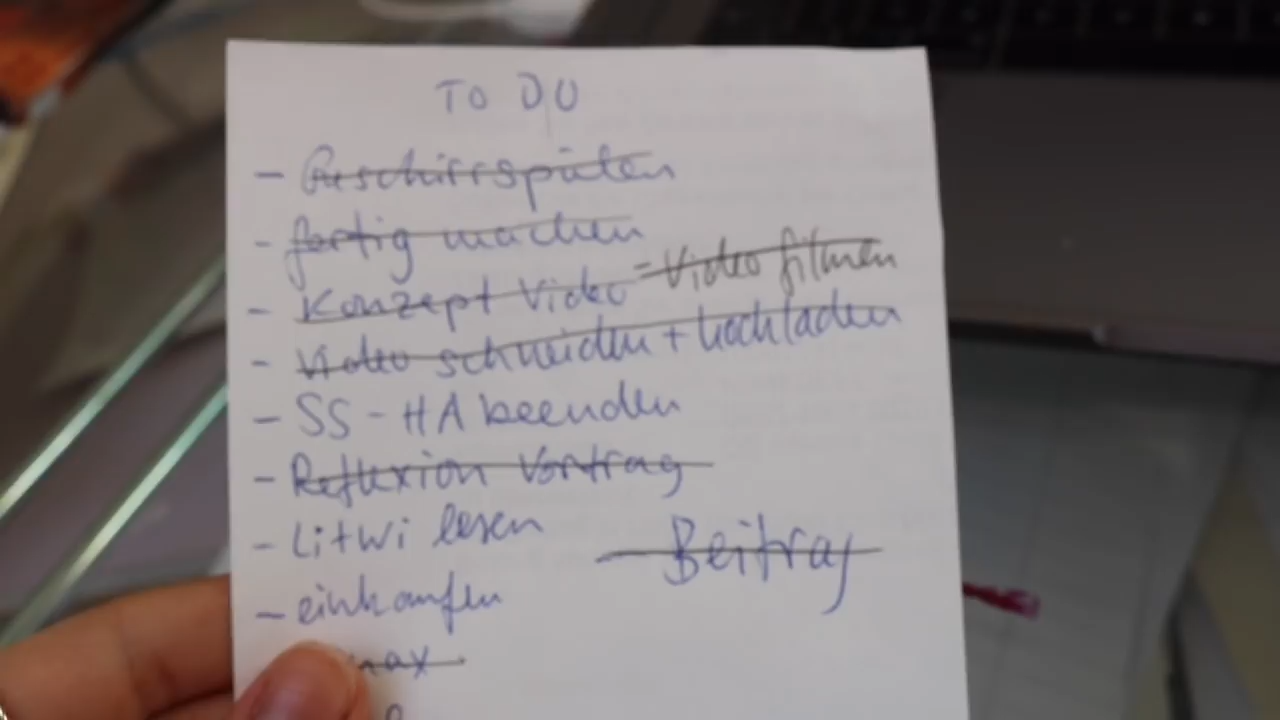 TO DO
- Geschirrspülen
- fertig machen
- Konzept Video - Video filmen
- Video schneiden + hochladen
- SS - HA beenden
- Reflexion Vortrag
- LitWi lesen
- Beitrag
- einkaufen